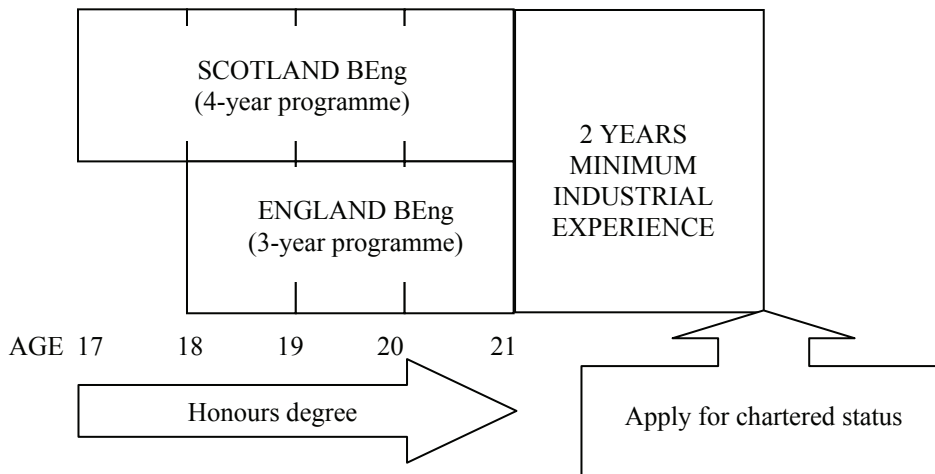 SCOTLAND BEng
(4-year programme)
2 YEARS
MINIMUM
INDUSTRIAL
EXPERIENCE
ENGLAND BEng
(3-year programme)
AGE 17 18 19 20 21
Honours degree
Apply for chartered status